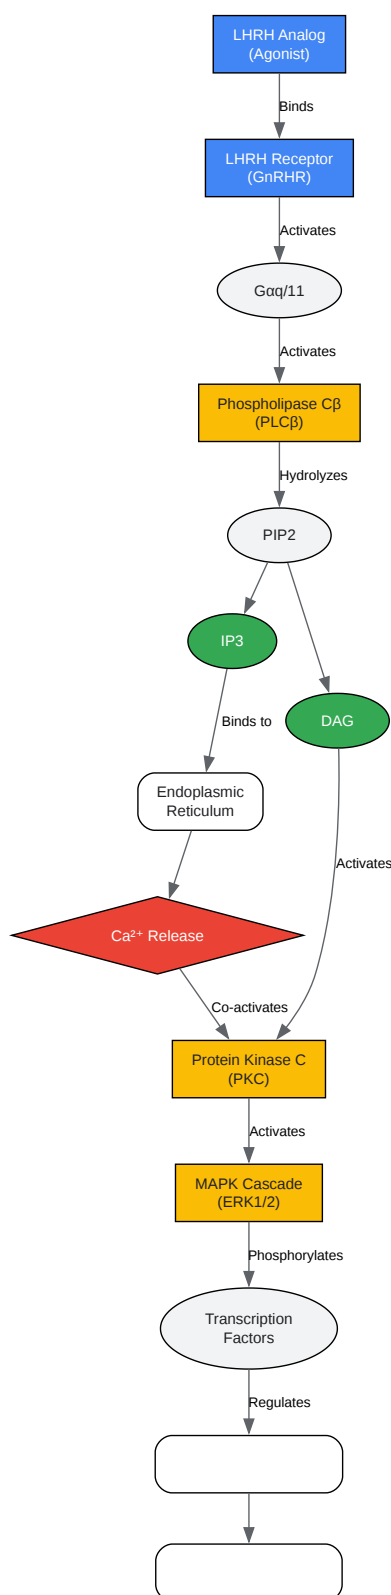 LHRH Analog
(Agonist)
Binds
LHRH Receptor
(GnRHR)
Activates
Gαq/11
Activates
Phospholipase Cβ
(PLCβ)
Hydrolyzes
PIP2
IP3
Binds to
DAG
Endoplasmic
Reticulum
Activates
Ca²⁺ Release
Co-activates
Protein Kinase C
(PKC)
Activates
MAPK Cascade
(ERK1/2)
Phosphorylates
Transcription
Factors
Regulates